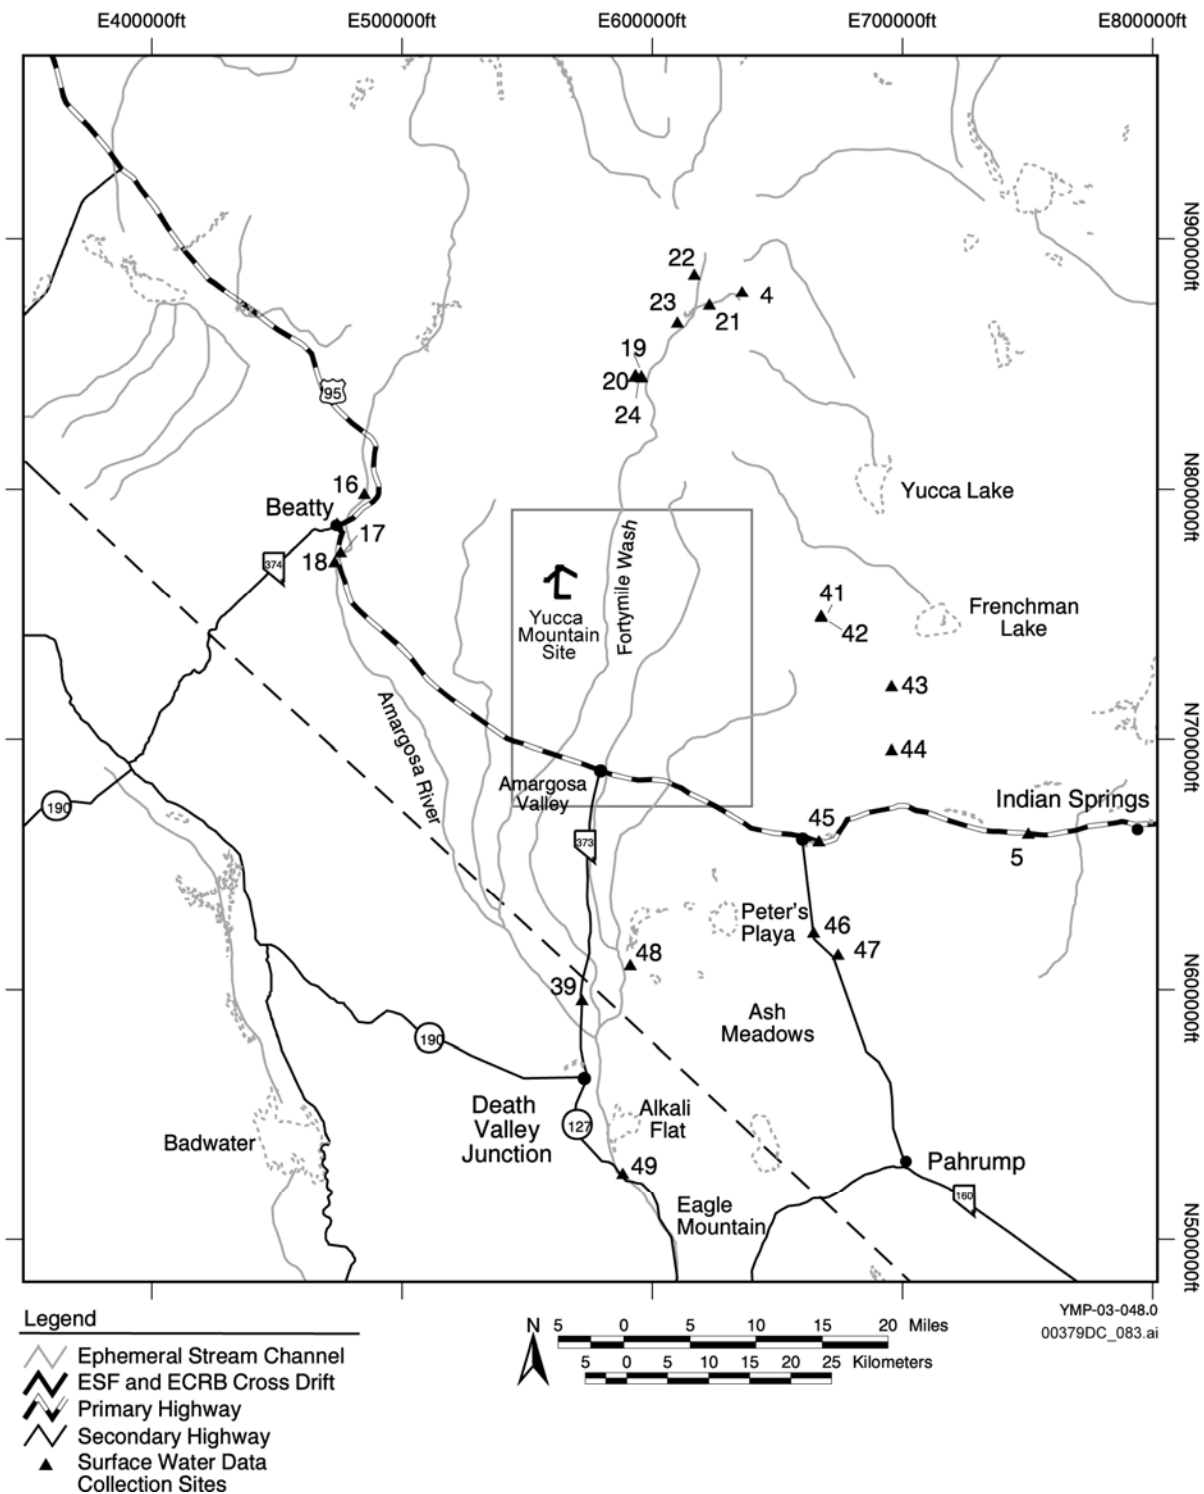 E400000ft E500000ft E600000ft E700000ft E800000ft
N900000ft
22
4
23
21
19
20
24
95
N800000ft
16
Beatty
Yucca Lake
17
18
374
Fortymile Wash
41
Frenchman
Lake
42
Yucca
Mountain
Site
43
Amargosa River
N700000ft
44
Amargosa
Valley
Indian Springs
190
45
373
5
Peter's
Playa
46
47
48
39
N600000ft
Ash
Meadows
190
Death
Valley
Junction
127
Alkali
Flat
Badwater
49
Pahrump
160
Eagle
Mountain
N500000ft
YMP-03-048.0
00379DC_083.ai
Legend
Ephemeral Stream Channel
ESF and ECRB Cross Drift
Primary Highway
Secondary Highway
Surface Water Data
Collection Sites
N
5 0 5 10 15 20 Miles
5 0 5 10 15 20 25 Kilometers